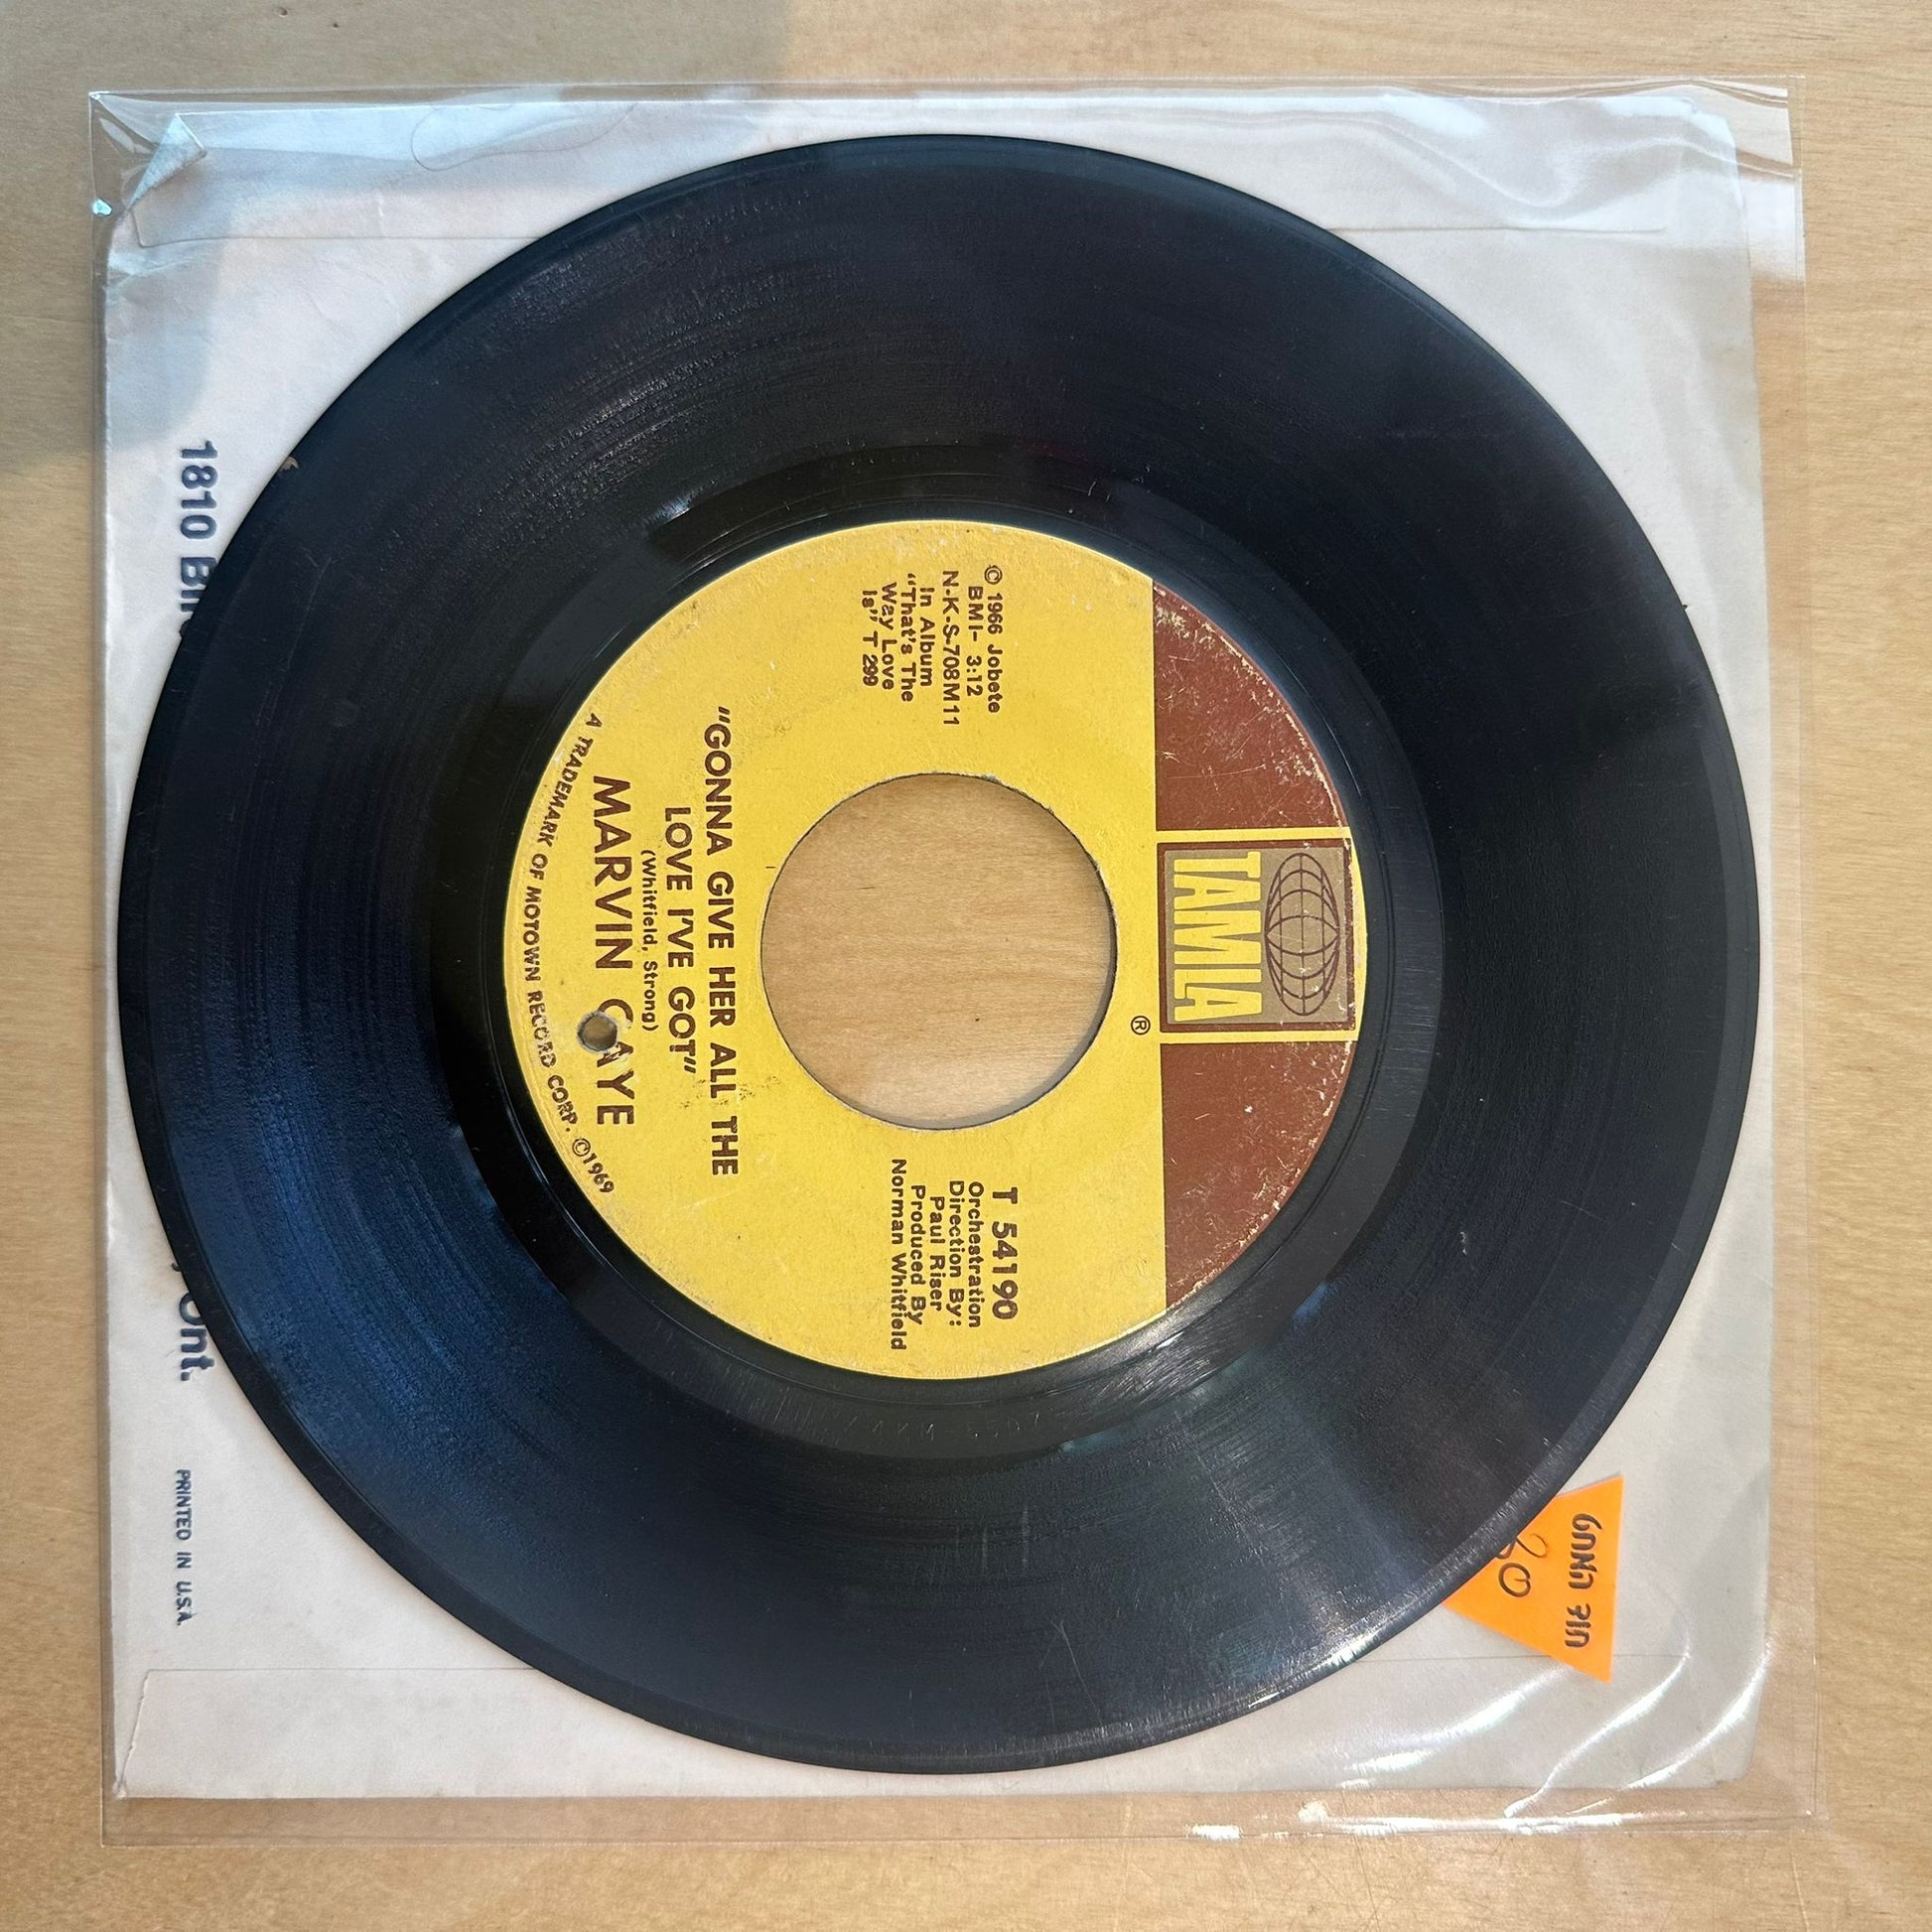 TAMLA
®
© 1966 Jobete
BMI- 3:12
N-K-S-708M11
In Album
"That's The
Way Love
Is" T 299
T 54190
Orchestration
Direction By:
Paul Riser
Produced By
Norman Whitfield
"GONNA GIVE HER ALL THE
LOVE I'VE GOT"
(Whitfield, Strong)
MARVIN GAYE
A TRADEMARK OF MOTOWN RECORD CORP. ©1969
1810
Ont.
PRINTED IN U.S.A.